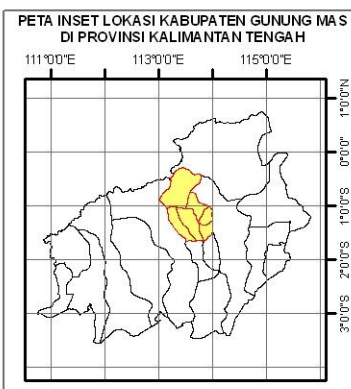 PETA INSET LOKASI KABUPATEN GUNUNG MAS
DI PROVINSI KALIMANTAN TENGAH
111°0'0"E 113°0'0"E 115°0'0"E
1°0'0"N
0°0'0"
1°0'0"S
2°0'0"S
3°0'0"S